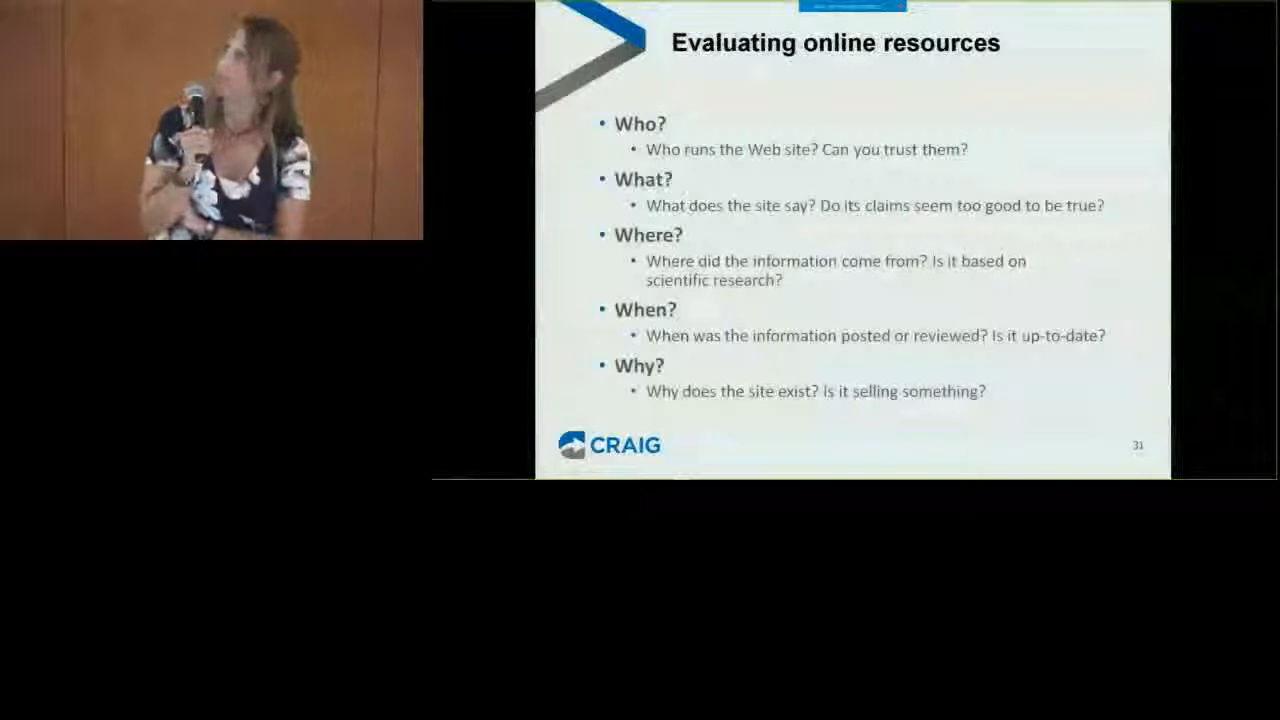 Evaluating online resources
• Who?
• Who runs the Web site? Can you trust them?
• What?
• What does the site say? Do its claims seem too good to be true?
• Where?
• Where did the information come from? Is it based on
scientific research?
• When?
• When was the information posted or reviewed? Is it up-to-date?
• Why?
• Why does the site exist? Is it selling something?
CRAIG
31